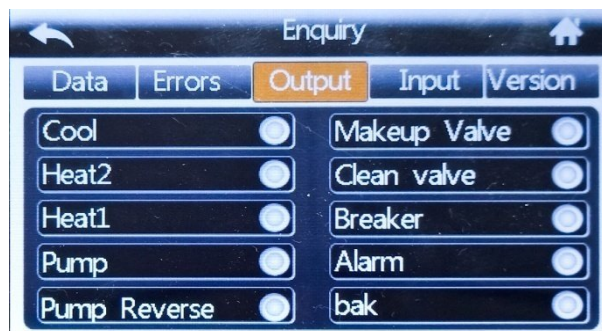 Enquiry
Data Errors Output Input Version
Cool
Heat2
Heat1
Pump
Pump Reverse
Makeup Valve
Clean valve
Breaker
Alarm
bak